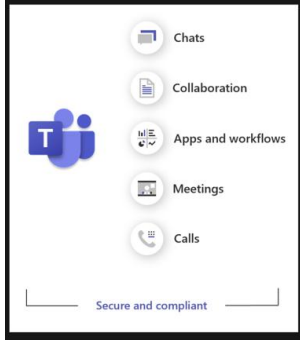 Chats
Collaboration
T
Apps and workflows
Meetings
Calls
Secure and compliant